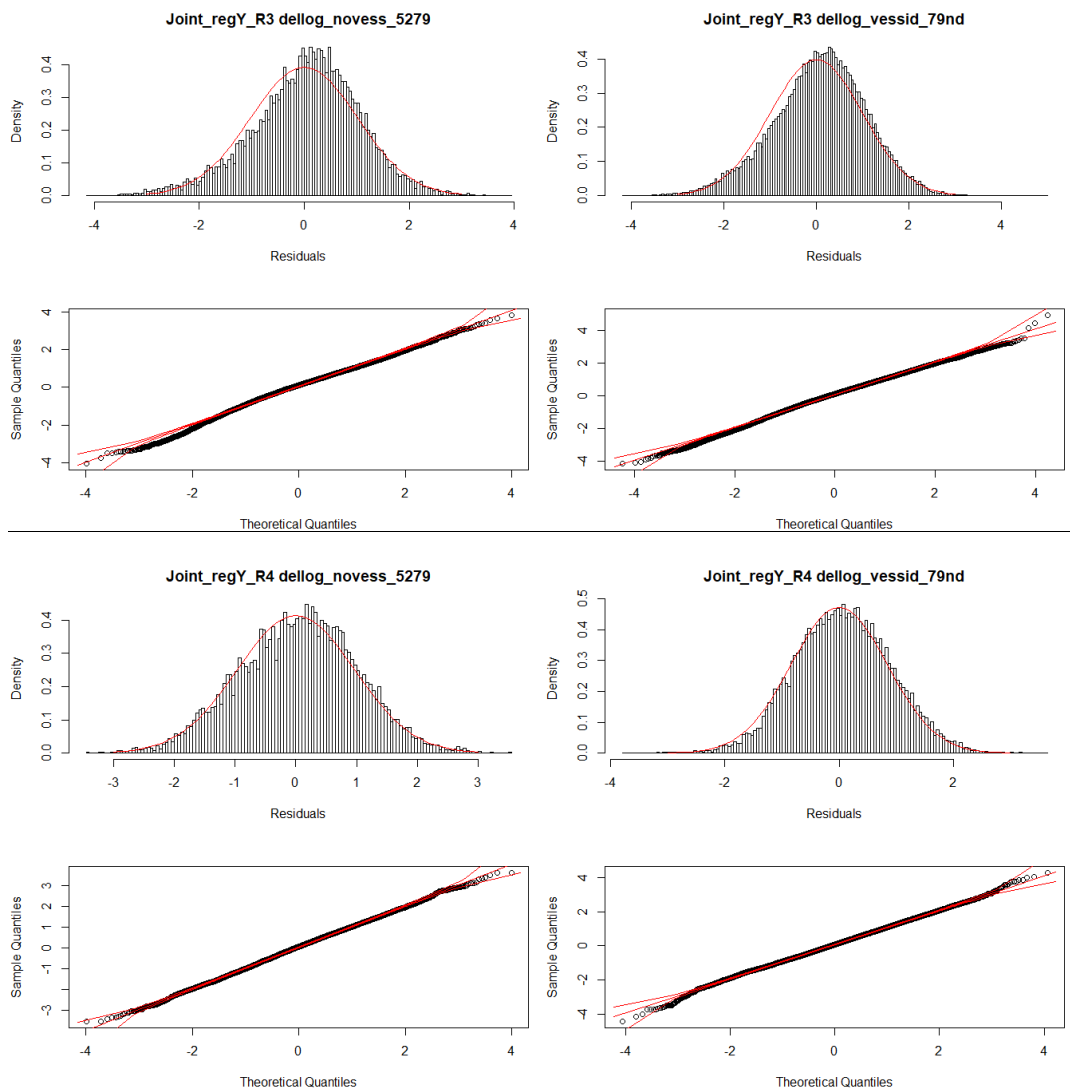 Joint_regY_R3 dellog_novess_5279
Density
0.0 0.1 0.2 0.3 0.4
-4 -2 0 2 4
Residuals
Sample Quantiles
-4 -2 0 2 4
-4 -2 0 2 4
Theoretical Quantiles
Joint_regY_R3 dellog_vessid_79nd
Density
0.0 0.1 0.2 0.3 0.4
-4 -2 0 2 4
Residuals
Sample Quantiles
-4 -2 0 2 4
-4 -2 0 2 4
Theoretical Quantiles
Joint_regY_R4 dellog_novess_5279
Density
0.0 0.1 0.2 0.3 0.4
-3 -2 -1 0 1 2 3
Residuals
Sample Quantiles
-3 -1 0 1 2 3
-4 -2 0 2 4
Theoretical Quantiles
Joint_regY_R4 dellog_vessid_79nd
Density
0.0 0.1 0.2 0.3 0.4 0.5
-4 -2 0 2
Residuals
Sample Quantiles
-4 -2 0 2 4
-4 -2 0 2 4
Theoretical Quantiles